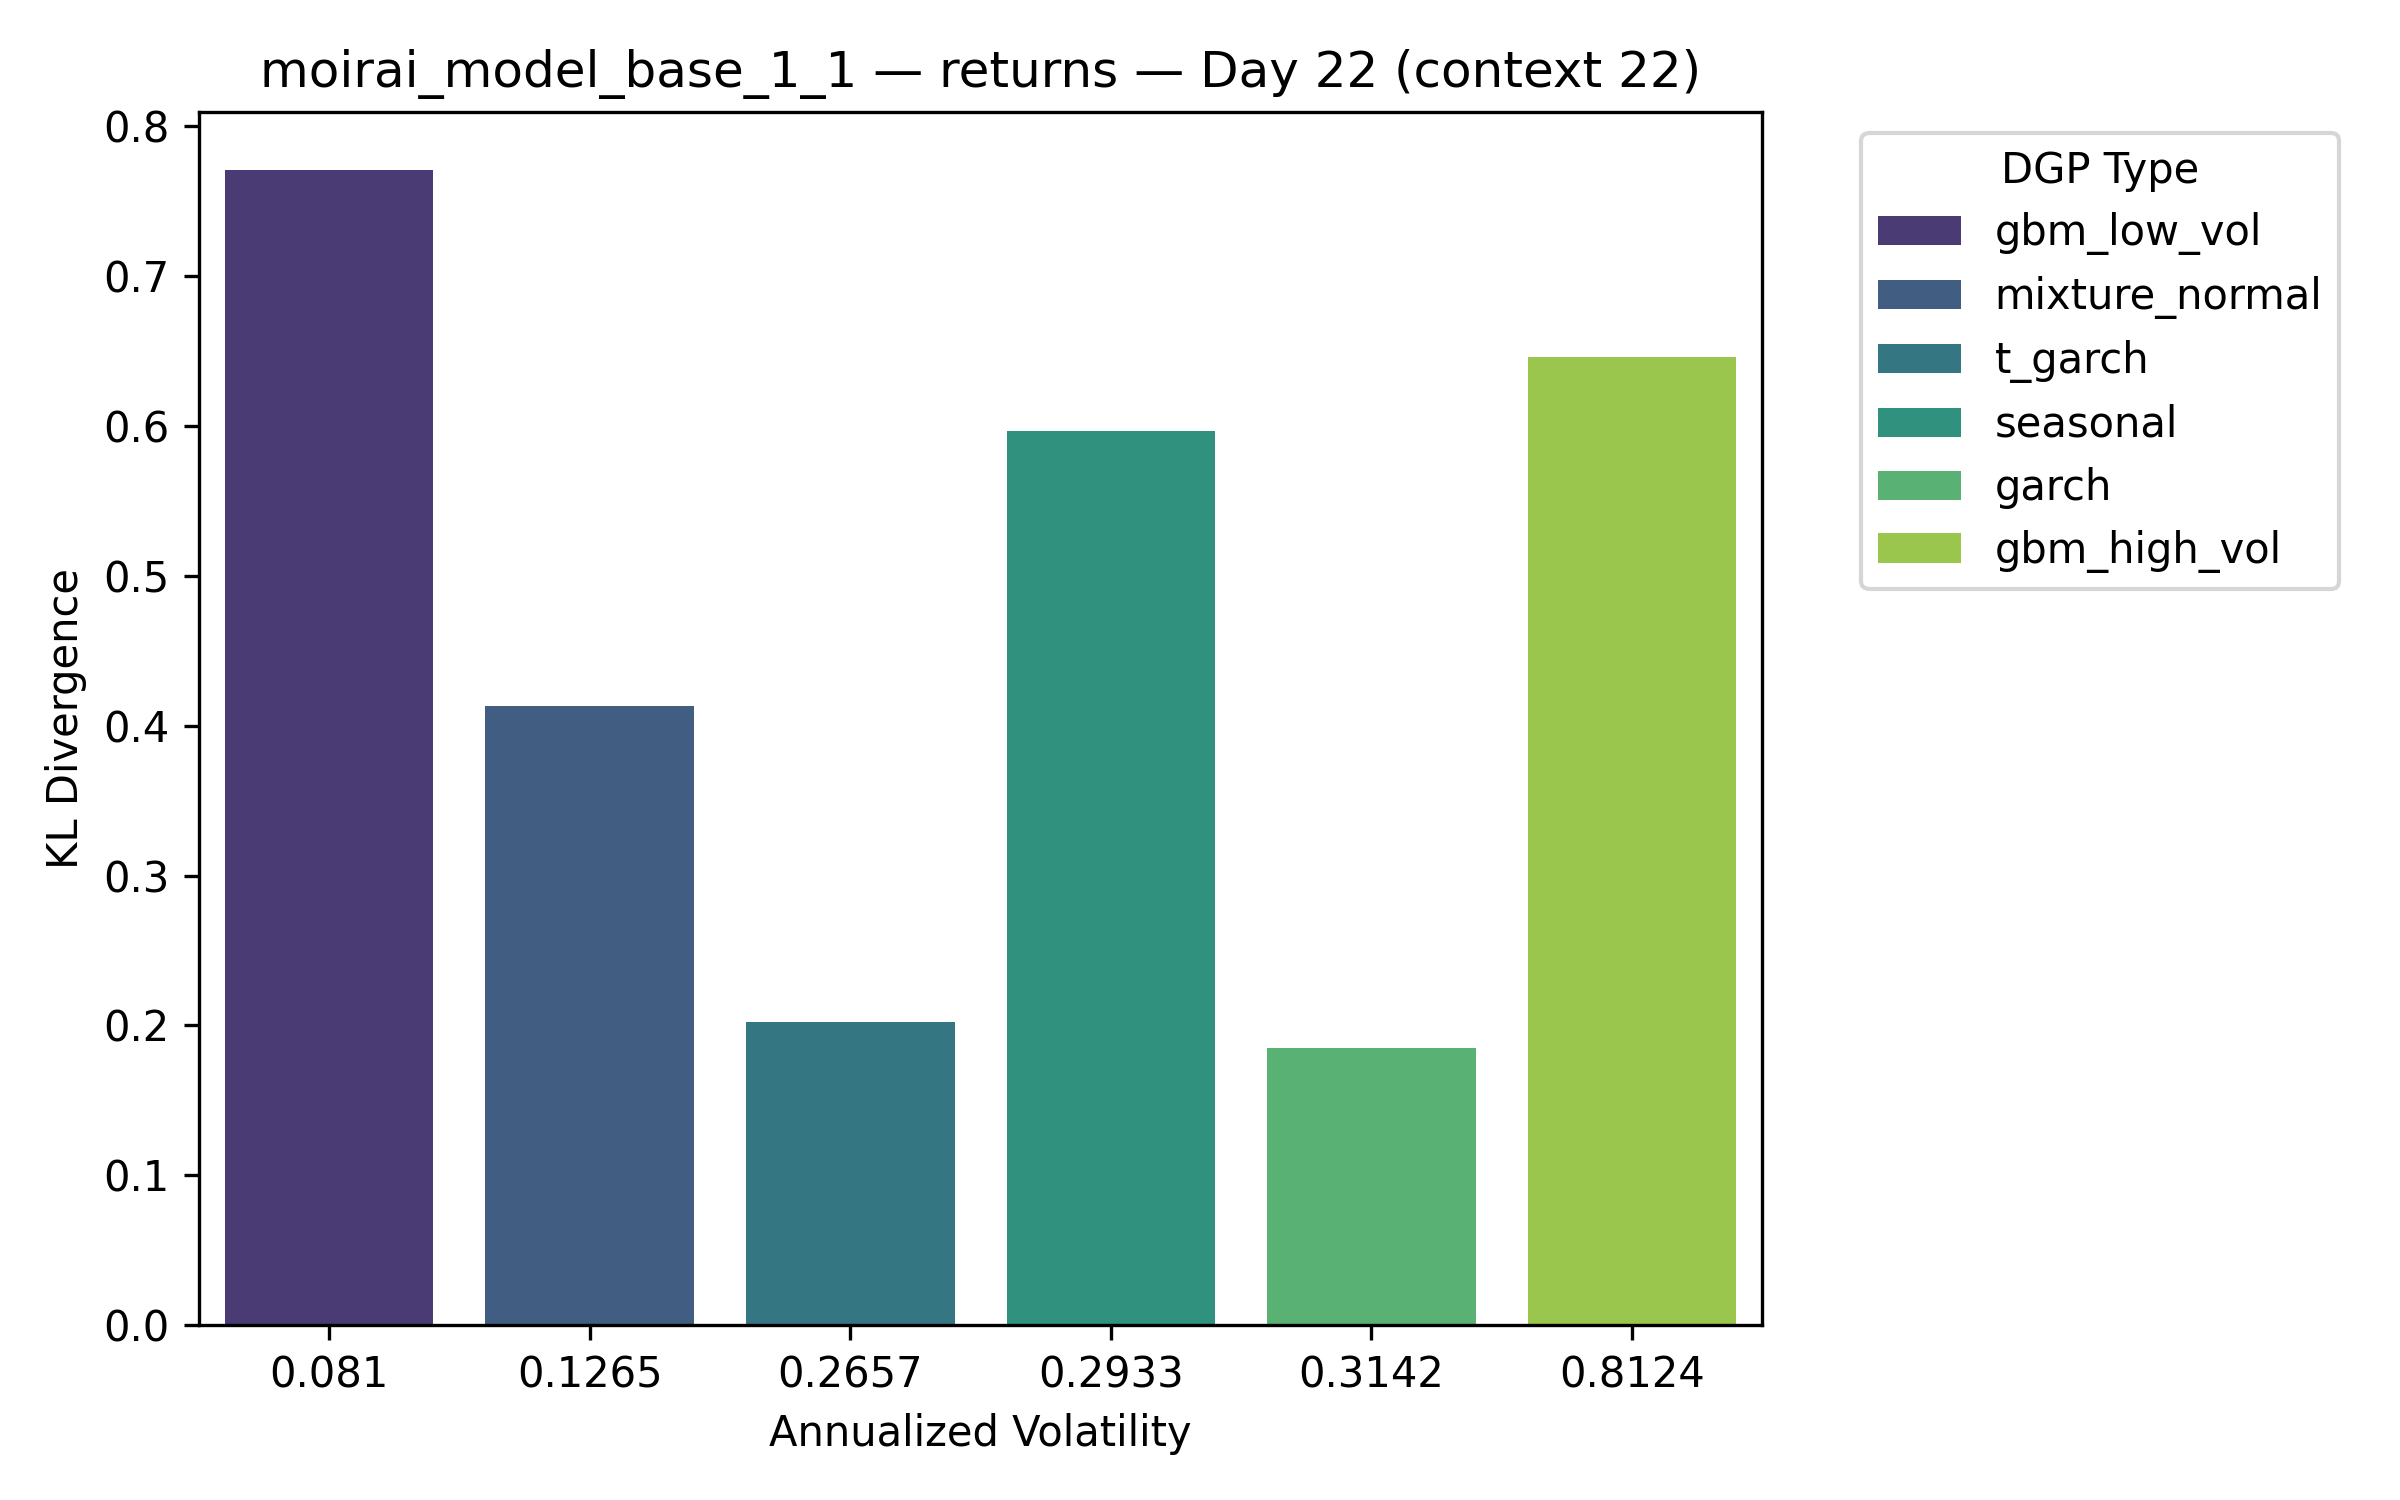 moirai_model_base_1_1 — returns — Day 22 (context 22)
0.8
0.7
0.6
0.5
0.4
0.3
0.2
0.1
0.0
KL Divergence
0.081 0.1265 0.2657 0.2933 0.3142 0.8124
Annualized Volatility
DGP Type
gbm_low_vol
mixture_normal
t_garch
seasonal
garch
gbm_high_vol